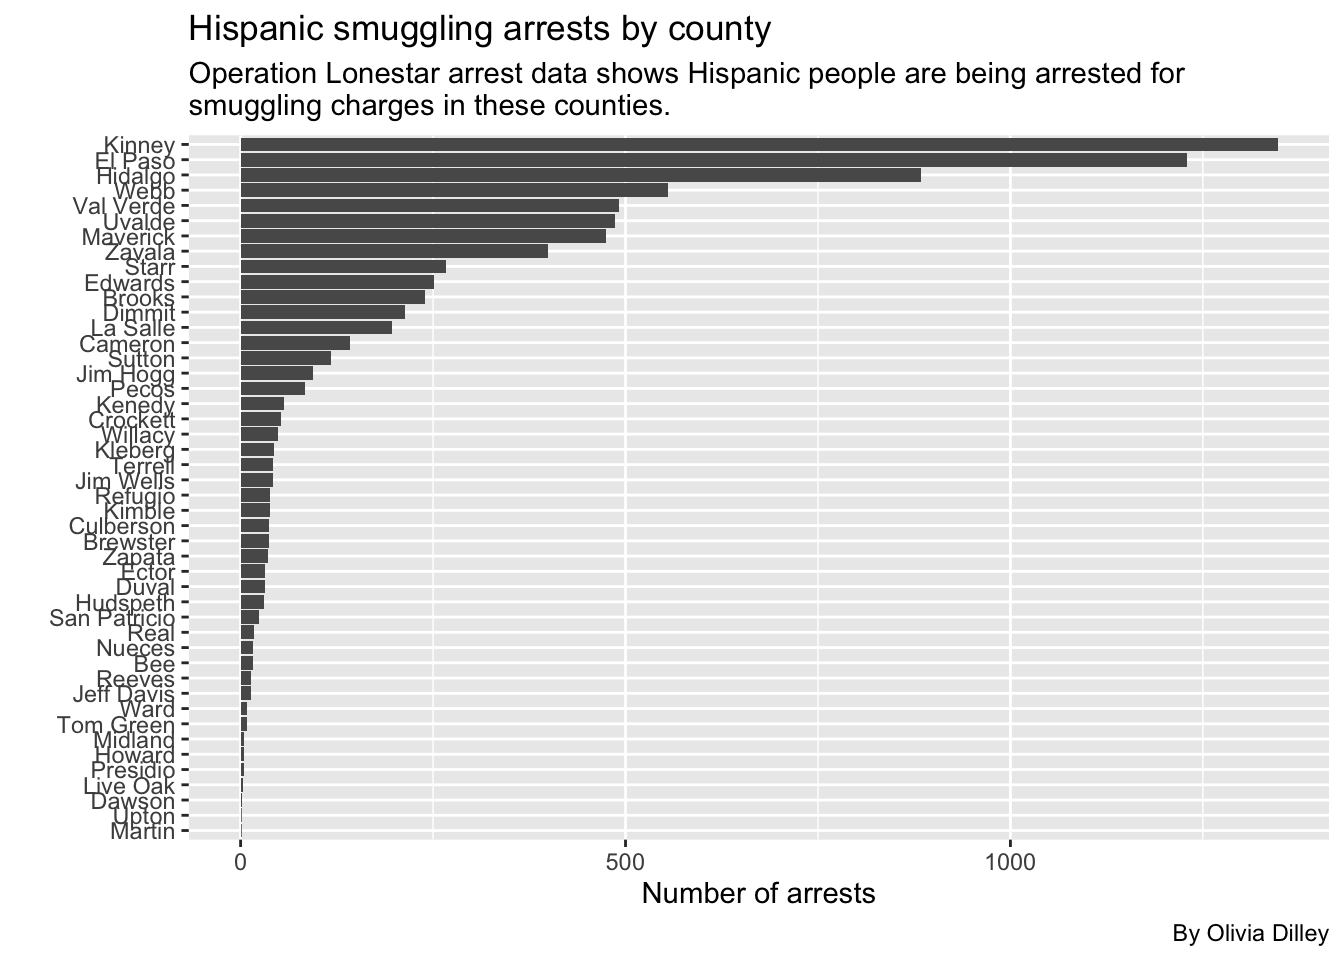 Hispanic smuggling arrests by county
Operation Lonestar arrest data shows Hispanic people are being arrested for
smuggling charges in these counties.
Kinney
El Paso
Hidalgo
Webb
Val Verde
Uvalde
Maverick
Zavala
Starr
Edwards
Brooks
Dimmit
La Salle
Cameron
Sutton
Jim Hogg
Pecos
Kenedy
Crockett
Willacy
Kleberg
Terrell
Jim Wells
Refugio
Kimble
Culberson
Brewster
Zapata
Ector
Duval
Hudspeth
San Patricio
Real
Nueces
Bee
Reeves
Jeff Davis
Ward
Tom Green
Midland
Howard
Presidio
Live Oak
Dawson
Upton
Martin
0 500 1000
Number of arrests
By Olivia Dilley